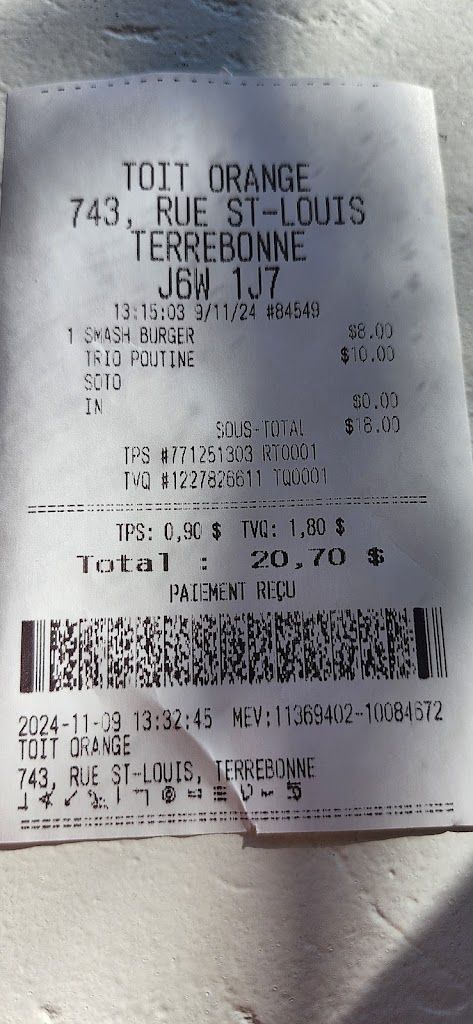 TOIT ORANGE
743, RUE ST-LOUIS
TERREBONNE
J6W 1J7
13:15:03 9/11/24 #84549
1 SMASH BURGER $8.00
TRIO POUTINE $10.00
SOTO
IN $0.00
SOUS-TOTAL $18.00
TPS #771251303 RT0001
TVQ #1227826611 TQ0001
TPS: 0,90 $ TVQ: 1,80 $
Total : 20,70 $
PAIEMENT REÇU
2024-11-09 13:32:45 MEV:11369402-10084672
TOIT ORANGE
743, RUE ST-LOUIS, TERREBONNE